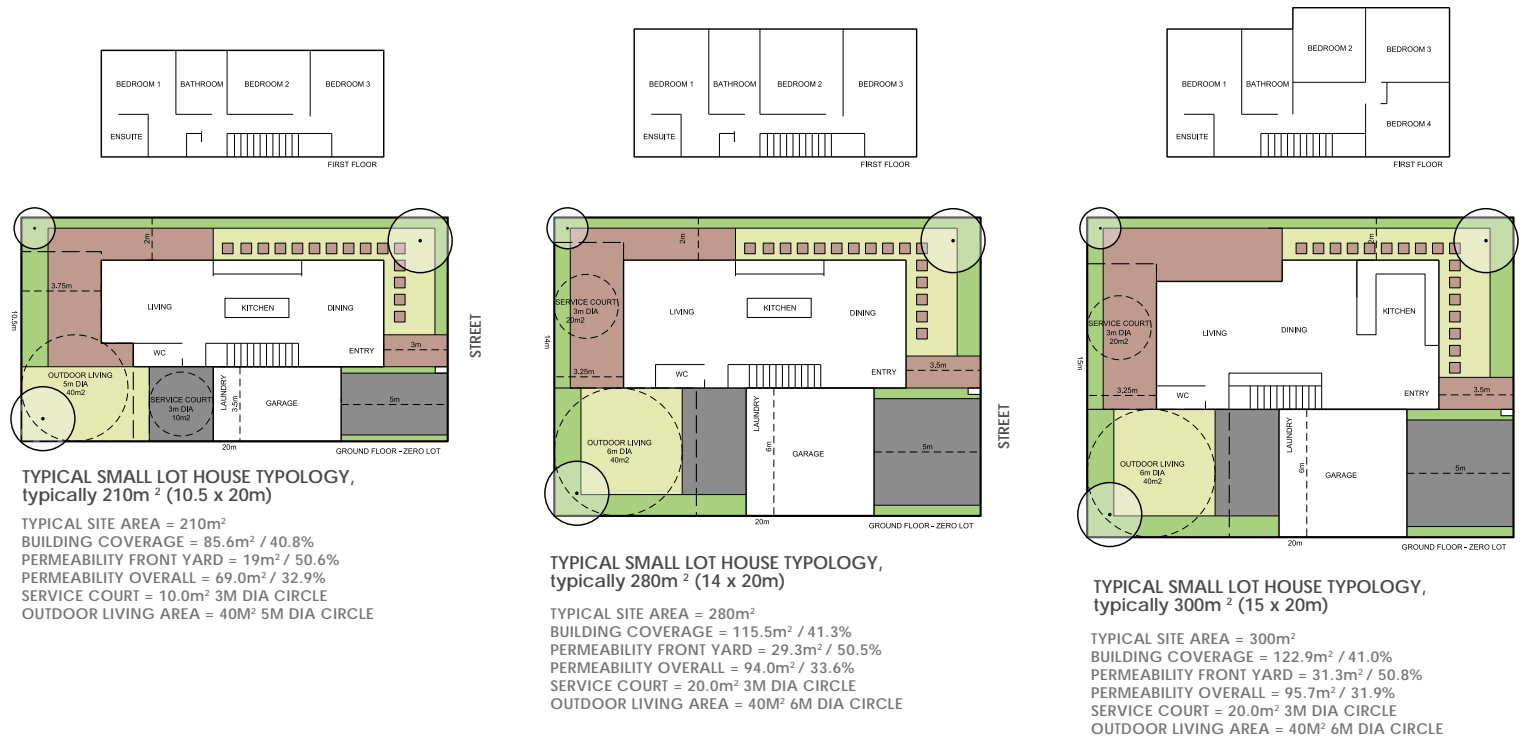 BEDROOM 1
BATHROOM
BEDROOM 2
BEDROOM 3
ENSUITE
FIRST FLOOR
2m
3.75m
10.5m
LIVING
KITCHEN
DINING
WC
ENTRY
3m
STREET
OUTDOOR LIVING
5m DIA
40m2
SERVICE COURT
3m DIA
10m2
LAUNDRY
3.5m
GARAGE
5m
20m
GROUND FLOOR - ZERO LOT
TYPICAL SMALL LOT HOUSE TYPOLOGY,
typically 210m ² (10.5 x 20m)
TYPICAL SITE AREA = 210m²
BUILDING COVERAGE = 85.6m² / 40.8%
PERMEABILITY FRONT YARD = 19m² / 50.6%
PERMEABILITY OVERALL = 69.0m² / 32.9%
SERVICE COURT = 10.0m² 3M DIA CIRCLE
OUTDOOR LIVING AREA = 40M² 5M DIA CIRCLE
BEDROOM 1
BATHROOM
BEDROOM 2
BEDROOM 3
ENSUITE
FIRST FLOOR
2m
SERVICE COURT
3m DIA
20m2
14m
LIVING
KITCHEN
DINING
3.25m
WC
ENTRY
3.5m
STREET
OUTDOOR LIVING
6m DIA
40m2
LAUNDRY
6m
GARAGE
5m
20m
GROUND FLOOR - ZERO LOT
TYPICAL SMALL LOT HOUSE TYPOLOGY,
typically 280m ² (14 x 20m)
TYPICAL SITE AREA = 280m²
BUILDING COVERAGE = 115.5m² / 41.3%
PERMEABILITY FRONT YARD = 29.3m² / 50.5%
PERMEABILITY OVERALL = 94.0m² / 33.6%
SERVICE COURT = 20.0m² 3M DIA CIRCLE
OUTDOOR LIVING AREA = 40M² 6M DIA CIRCLE
BEDROOM 2
BEDROOM 3
BEDROOM 1
BATHROOM
BEDROOM 4
ENSUITE
FIRST FLOOR
2m
SERVICE COURT
3m DIA
20m2
15m
LIVING
DINING
KITCHEN
3.25m
WC
ENTRY
3.5m
OUTDOOR LIVING
6m DIA
40m2
LAUNDRY
6m
GARAGE
5m
20m
GROUND FLOOR - ZERO LOT
TYPICAL SMALL LOT HOUSE TYPOLOGY,
typically 300m ² (15 x 20m)
TYPICAL SITE AREA = 300m²
BUILDING COVERAGE = 122.9m² / 41.0%
PERMEABILITY FRONT YARD = 31.3m² / 50.8%
PERMEABILITY OVERALL = 95.7m² / 31.9%
SERVICE COURT = 20.0m² 3M DIA CIRCLE
OUTDOOR LIVING AREA = 40M² 6M DIA CIRCLE